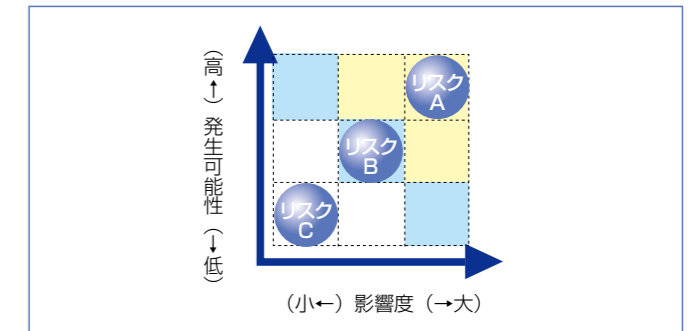 （高↑）発生可能性（↓低）
リスク
A
リスク
B
リスク
C
（小←）影響度（→大）